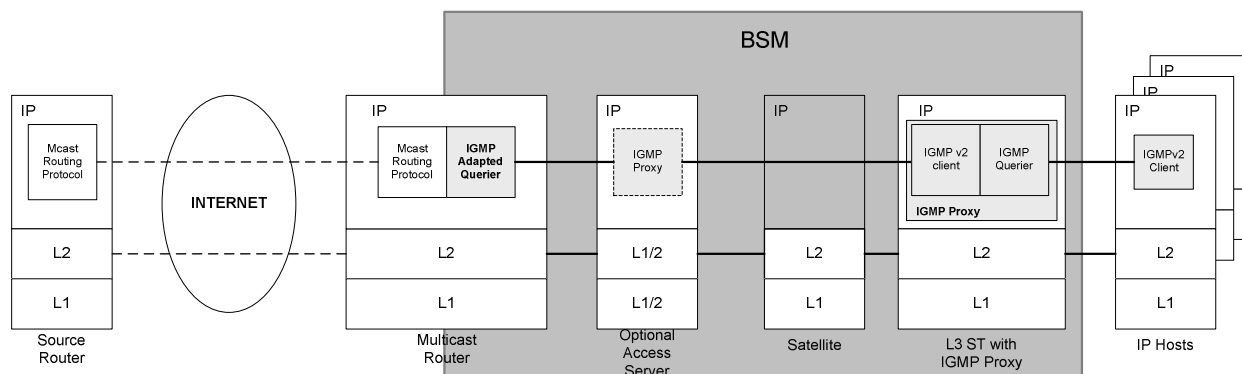 BSM
IP
Mcast
Routing
Protocol
L2
L1
Source
Router
INTERNET
IP
Mcast
Routing
Protocol
IGMP
Adapted
Querier
L2
L1
Multicast
Router
IP
IGMP
Proxy
L1/2
L1/2
Optional
Access
Server
IP
L2
L1
Satellite
IP
IGMP v2
client
IGMP
Querier
IGMP Proxy
L2
L1
L3 ST with
IGMP Proxy
IP
IP
IP
IGMPv2
Client
L2
L1
IP Hosts